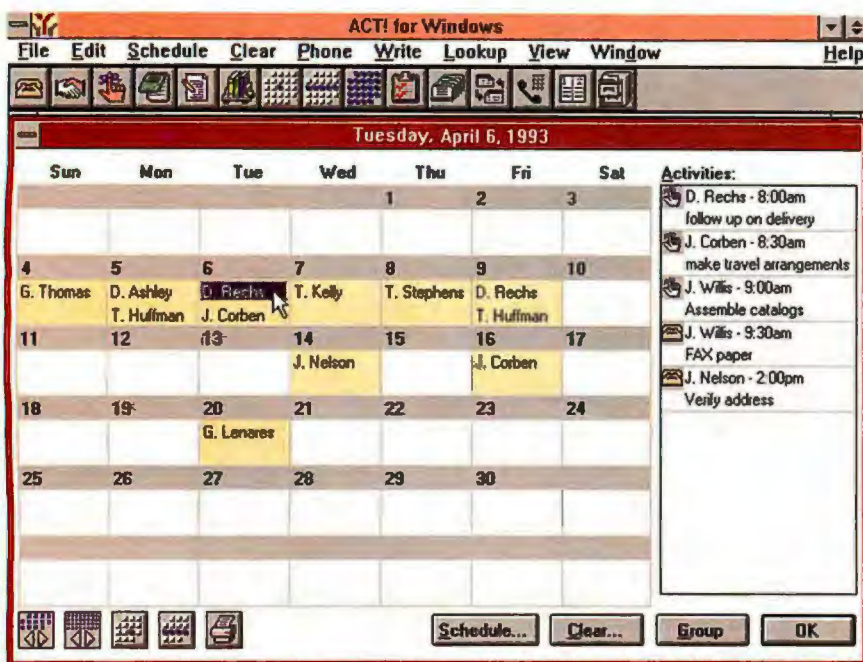 ACT! for Windows
File Edit Schedule Clear Phone Write Lookup View Window Help
Tuesday, April 6, 1993
Sun Mon Tue Wed Thu Fri Sat
1 2 3
4 5 6 7 8 9 10
G. Thomas D. Ashley D. Rechs T. Kelly T. Stephens D. Rechs
T. Huffman J. Corben T. Huffman
11 12 13 14 15 16 17
J. Nelson J. Corben
18 19 20 21 22 23 24
G. Lenares
25 26 27 28 29 30
Activities:
D. Rechs - 8:00am
follow up on delivery
J. Corben - 8:30am
make travel arrangements
J. Willis - 9:00am
Assemble catalogs
J. Willis - 9:30am
FAX paper
J. Nelson - 2:00pm
Verify address
Schedule... Clear... Group OK